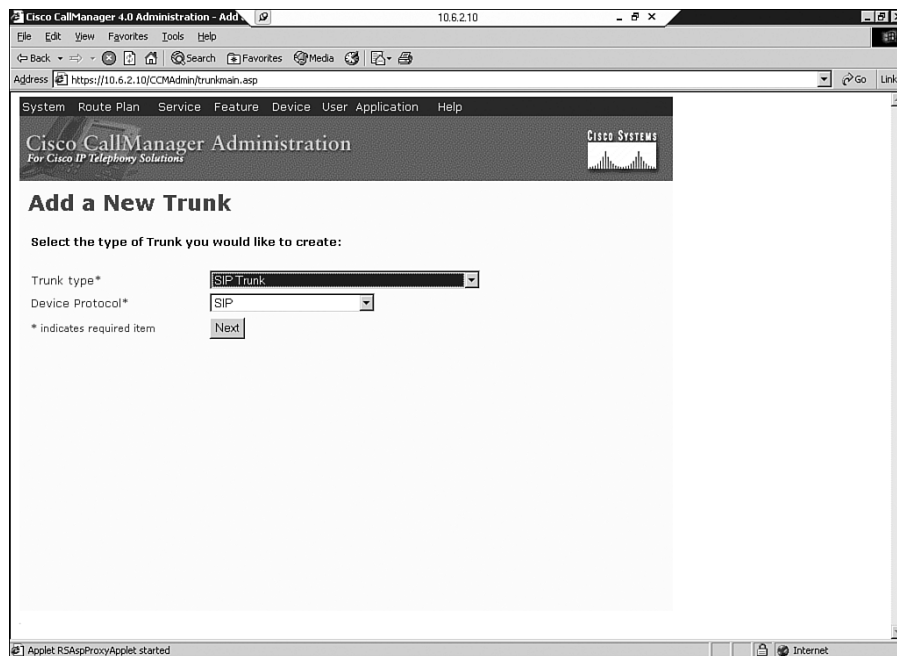 Cisco CallManager 4.0 Administration - Add
10.6.2.10
File Edit View Favorites Tools Help
Back Search Favorites Media
Address https://10.6.2.10/CCMAdmin/trunkmain.asp Go Link
System Route Plan Service Feature Device User Application Help
Cisco CallManager Administration
For Cisco IP Telephony Solutions
CISCO SYSTEMS
Add a New Trunk
Select the type of Trunk you would like to create:
Trunk type* SIP Trunk
Device Protocol* SIP
* indicates required item Next
Applet RSAspProxyApplet started Internet